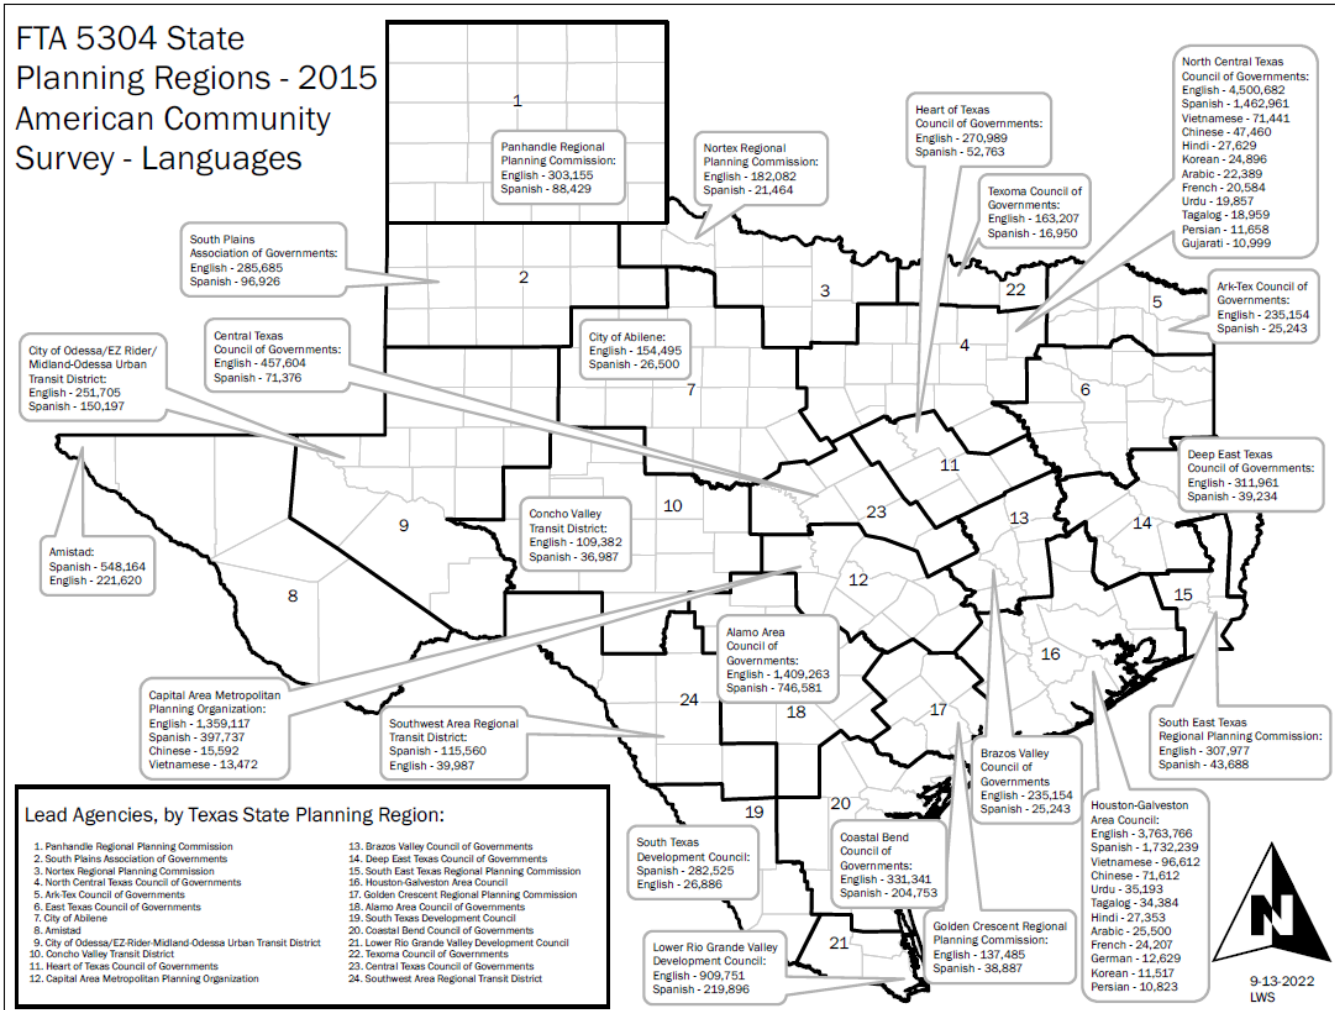 FTA 5304 State
Planning Regions - 2015
American Community
Survey - Languages
1
Panhandle Regional
Planning Commission:
English - 303,155
Spanish - 88,429
Nortex Regional
Planning Commission:
English - 182,082
Spanish - 21,464
Heart of Texas
Council of Governments:
English - 270,989
Spanish - 52,763
Texoma Council of
Governments:
English - 163,207
Spanish - 16,950
North Central Texas
Council of Governments:
English - 4,500,682
Spanish - 1,462,961
Vietnamese - 71,441
Chinese - 47,460
Hindi - 27,629
Korean - 24,896
Arabic - 22,389
French - 20,584
Urdu - 19,857
Tagalog - 18,959
Persian - 11,658
Gujarati - 10,999
South Plains
Association of Governments:
English - 285,685
Spanish - 96,926
2
3
22
5
Ark-Tex Council of
Governments:
English - 235,154
Spanish - 25,243
City of Odessa/EZ Rider/
Midland-Odessa Urban
Transit District:
English - 251,705
Spanish - 150,197
Central Texas
Council of Governments:
English - 457,604
Spanish - 71,376
City of Abilene:
English - 154,495
Spanish - 26,500
4
7
6
Deep East Texas
Council of Governments:
English - 311,961
Spanish - 39,234
11
10
23
13
14
9
Concho Valley
Transit District:
English - 109,382
Spanish - 36,987
Amistad:
Spanish - 548,164
English - 221,620
8
12
15
16
Alamo Area
Council of
Governments:
English - 1,409,263
Spanish - 746,581
Capital Area Metropolitan
Planning Organization:
English - 1,359,117
Spanish - 397,737
Chinese - 15,592
Vietnamese - 13,472
Southwest Area Regional
Transit District:
Spanish - 115,560
English - 39,987
24
18
17
South East Texas
Regional Planning Commission:
English - 307,977
Spanish - 43,688
Brazos Valley
Council of
Governments
English - 235,154
Spanish - 25,243
19
20
South Texas
Development Council:
Spanish - 282,525
English - 26,886
Coastal Bend
Council of
Governments:
English - 331,341
Spanish - 204,753
Houston-Galveston
Area Council:
English - 3,763,766
Spanish - 1,732,239
Vietnamese - 96,612
Chinese - 71,612
Urdu - 35,193
Tagalog - 34,384
Hindi - 27,353
Arabic - 25,500
French - 24,207
German - 12,629
Korean - 11,517
Persian - 10,823
21
Lower Rio Grande Valley
Development Council:
English - 909,751
Spanish - 219,896
Golden Crescent Regional
Planning Commission:
English - 137,485
Spanish - 38,887
Lead Agencies, by Texas State Planning Region:
1. Panhandle Regional Planning Commission
2. South Plains Association of Governments
3. Nortex Regional Planning Commission
4. North Central Texas Council of Governments
5. Ark-Tex Council of Governments
6. East Texas Council of Governments
7. City of Abilene
8. Amistad
9. City of Odessa/EZ-Rider-Midland-Odessa Urban Transit District
10. Concho Valley Transit District
11. Heart of Texas Council of Governments
12. Capital Area Metropolitan Planning Organization
13. Brazos Valley Council of Governments
14. Deep East Texas Council of Governments
15. South East Texas Regional Planning Commission
16. Houston-Galveston Area Council
17. Golden Crescent Regional Planning Commission
18. Alamo Area Council of Governments
19. South Texas Development Council
20. Coastal Bend Council of Governments
21. Lower Rio Grande Valley Development Council
22. Texoma Council of Governments
23. Central Texas Council of Governments
24. Southwest Area Regional Transit District
N
9-13-2022
LWS